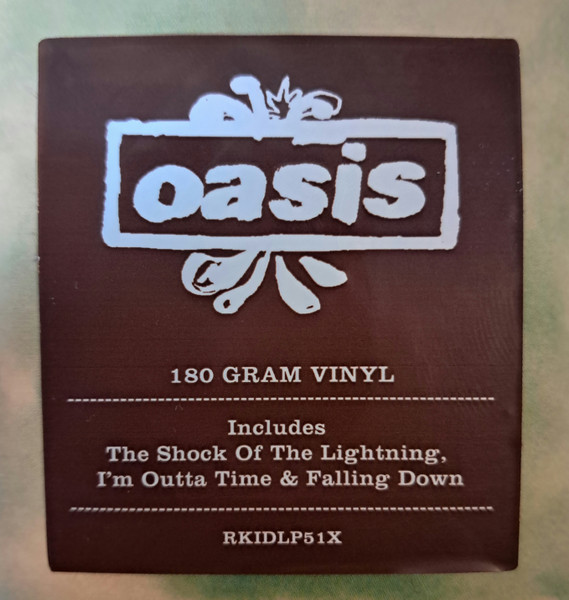 oasis
180 GRAM VINYL
Includes
The Shock Of The Lightning,
I'm Outta Time & Falling Down
RKIDLP51X